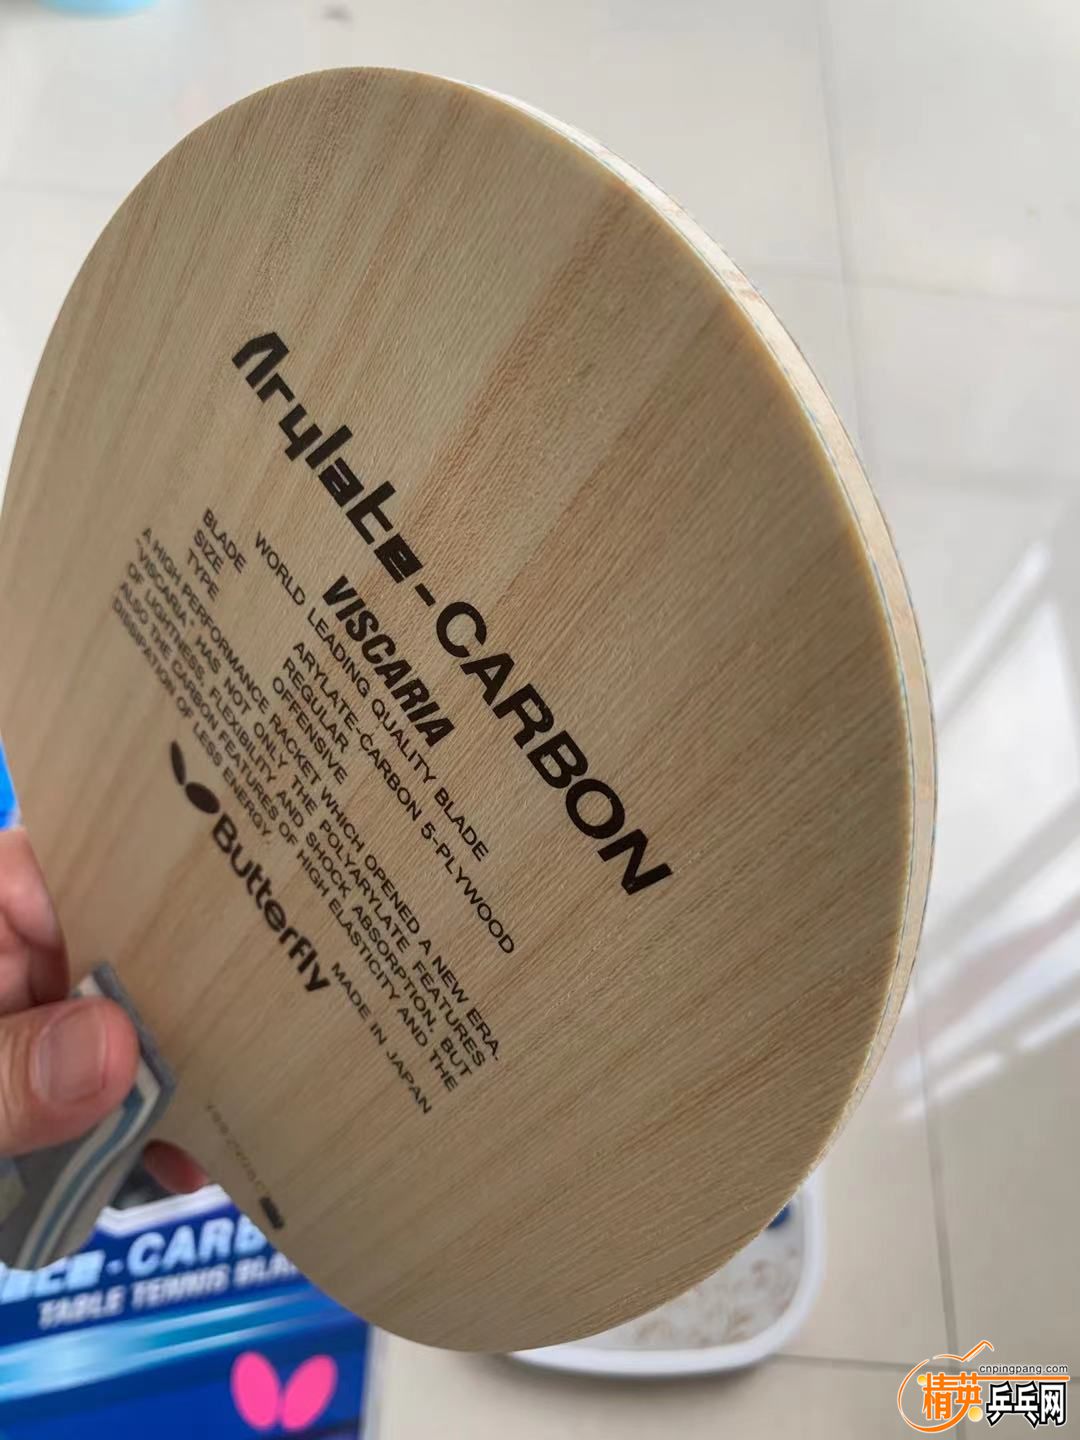 Arylate-CARBON
VISCARIA
WORLD LEADING QUALITY BLADE
BLADE ARYLATE-CARBON 5-PLYWOOD
SIZE REGULAR
TYPE OFFENSIVE
A HIGH PERFORMANCE RACKET WHICH OPENED A NEW ERA.
"VISCARIA" HAS NOT ONLY THE POLYARYLATE FEATURES
OF LIGHTNESS, FLEXIBILITY AND SHOCK ABSORPTION, BUT
ALSO THE CARBON FEATURES OF HIGH ELASTICITY AND THE
DISSIPATION OF LESS ENERGY.
Butterfly MADE IN JAPAN
TABLE TENNIS
cnpingpang.com
精英乒乓网